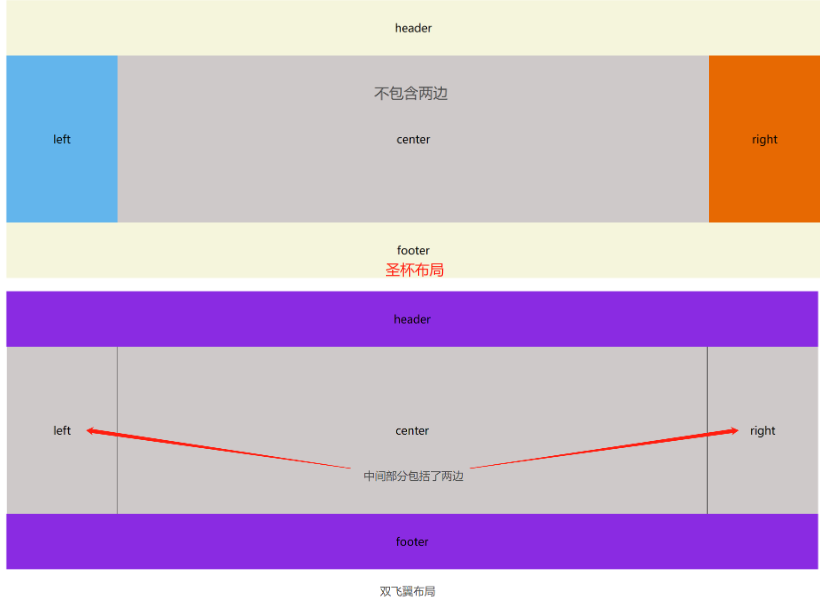 header
不包含两边
left
center
right
footer
圣杯布局
header
left
center
right
中间部分包括了两边
footer
双飞翼布局